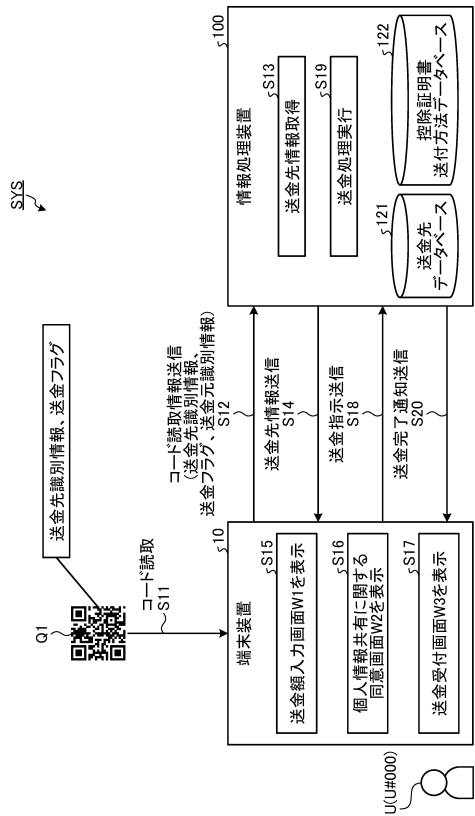 SYS
Q1
送金先識別情報、送金フラグ
コード読取
S11
端末装置
10
S15
送金額入力画面W1を表示
S16
個人情報共有に関する
同意画面W2を表示
S17
送金受付画面W3を表示
U(U#000)
コード読取情報送信
(送金先識別情報、
送金フラグ、送金元識別情報)
S12
送金先情報送信
S14
送金指示送信
S18
送金完了通知送信
S20
情報処理装置
100
S13
送金先情報取得
S19
送金処理実行
121
送金先
データベース
122
控除証明書
送付方法データベース